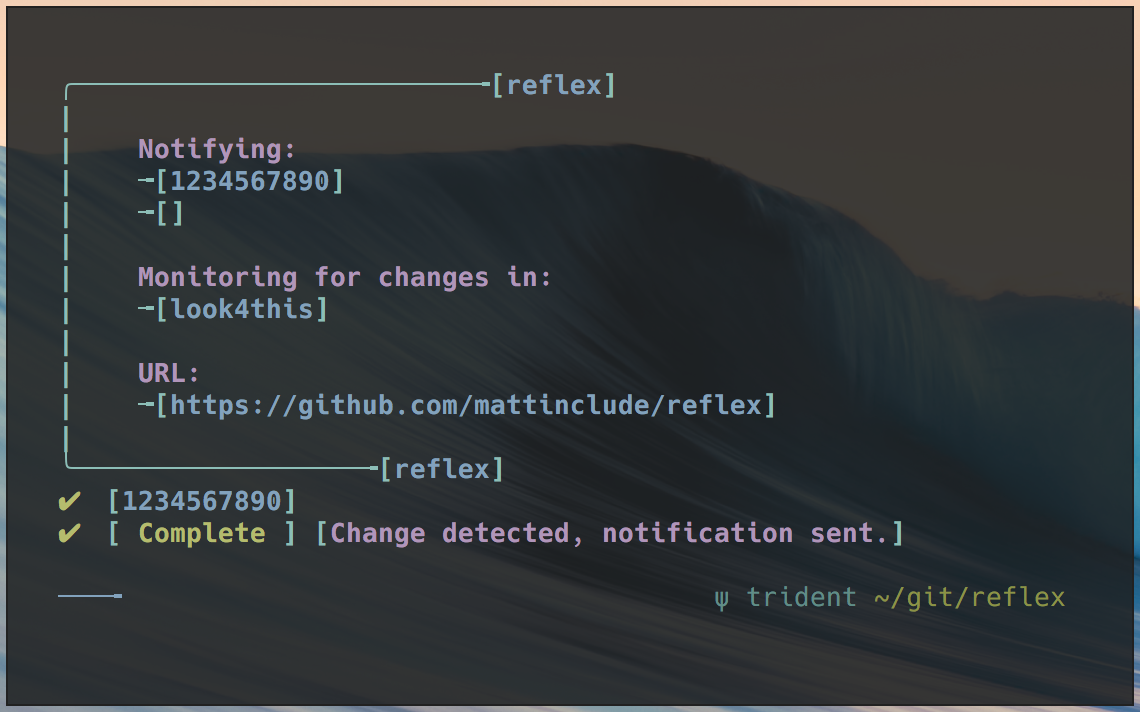 [reflex]
Notifying:
[1234567890]
[]
Monitoring for changes in:
[look4this]
URL:
[https://github.com/mattinclude/reflex]
[reflex]
✔ [1234567890]
✔ [ Complete ] [Change detected, notification sent.]
ψ trident ~/git/reflex